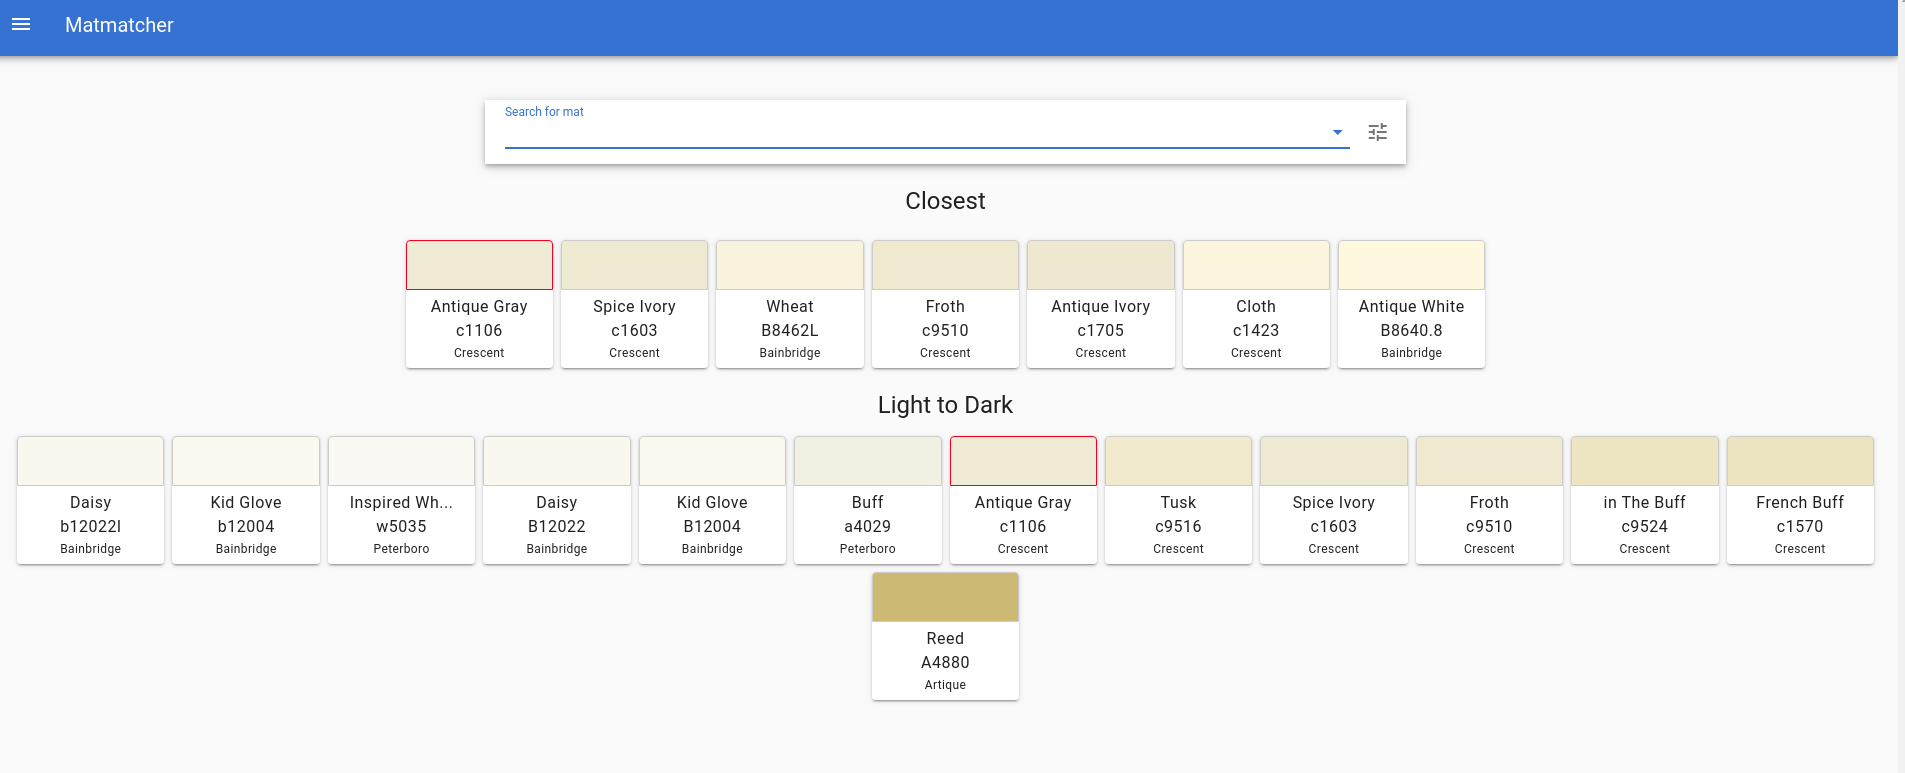 Matmatcher
Search for mat
Closest
Antique Gray
c1106
Crescent
Spice Ivory
c1603
Crescent
Wheat
B8462L
Bainbridge
Froth
c9510
Crescent
Antique Ivory
c1705
Crescent
Cloth
c1423
Crescent
Antique White
B8640.8
Bainbridge
Light to Dark
Daisy
b12022l
Bainbridge
Kid Glove
b12004
Bainbridge
Inspired Wh...
w5035
Peterboro
Daisy
B12022
Bainbridge
Kid Glove
B12004
Bainbridge
Buff
a4029
Peterboro
Antique Gray
c1106
Crescent
Tusk
c9516
Crescent
Spice Ivory
c1603
Crescent
Froth
c9510
Crescent
in The Buff
c9524
Crescent
French Buff
c1570
Crescent
Reed
A4880
Artique